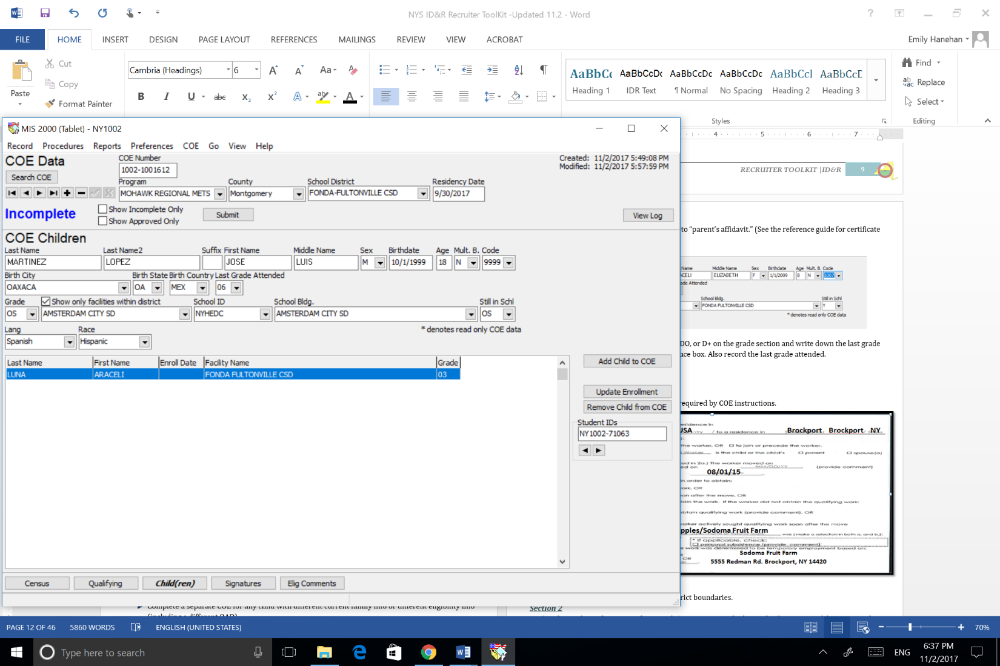 NYS ID&R Recruiter ToolKit -Updated 11.2 - Word
FILE HOME INSERT DESIGN PAGE LAYOUT REFERENCES MAILINGS REVIEW VIEW ACROBAT Emily Hanehan
Paste
Cut
Copy
Format Painter
Cambria (Headings) 6
AaBbCc AaBbCcDc AaBbCcDc AaBbCcDc AaBbCcI AaBbCcE
Heading 1 IDR Text ¶ Normal No Spacing Heading 2 Heading 3
Styles
Find
Replace
Select
Editing
MIS 2000 (Tablet) - NY1002
Record Procedures Reports Preferences COE Go View Help
COE Data
Search COE
COE Number
1002-1001612
Created: 11/2/2017 5:49:08 PM
Modified: 11/2/2017 5:57:59 PM
Program County School District Residency Date
MOHAWK REGIONAL METS Montgomery FONDA-FULTONVILLE CSD 9/30/2017
Incomplete
Show Incomplete Only
Show Approved Only
Submit
View Log
COE Children
Last Name Last Name2 Suffix First Name Middle Name Sex Birthdate Age Mult. B. Code
MARTINEZ LOPEZ JOSE LUIS M 10/1/1999 18 N 9999
Birth City Birth State Birth Country Last Grade Attended
OAXACA OA MEX 06
Grade Show only facilities within district School ID School Bldg. Still in Schl
OS AMSTERDAM CITY SD NYHEDC AMSTERDAM CITY SD OS
Lang Race
Spanish Hispanic
* denotes read only COE data
Last Name First Name Enroll Date Facility Name Grade
LUNA ARACELI FONDA FULTONVILLE CSD 03
Add Child to COE
Update Enrollment
Remove Child from COE
Student IDs
NY1002-71063
Census Qualifying Child(ren) Signatures Elig Comments
4 5 6 7
RECRUITER TOOLKIT |ID&R 9
to “parent’s affidavit.” (See the reference guide for certificate
Name Middle Name Sex Birthdate Age Mult. B. Code
ACELI ELIZABETH F 1/1/2009 8 N 1007
ade Attended
School Bldg. Still in Schl
FONDA FULTONVILLE CSD Y
* denotes read only COE data
DO, or D+ on the grade section and write down the last grade
ace box. Also record the last grade attended.
required by COE instructions.
esidence in
USA / to a residence in Brockport Brockport NY
the worker, OR to join or precede the worker.
is the child or the child's parent spouse(s)
ed in 2a.) The worker moved on MM/DD/YY (provide comment)
ed on 08/01/15
in order to obtain:
ork, OR
on after the move, OR
tain the work. If the worker did not obtain the qualifying work:
btain qualifying work (provide comment), OR
orker actively sought qualifying work soon after the move
pples/Sodoma Fruit Farm was (make a selection in both a. and b.):
* If applicable, check:
personal subsistence (provide comment)
e work was determined to be temporary employment based on:
OR Sodoma Fruit Farm
5555 Redman Rd. Brockport, NY 14420
rict boundaries.
Complete a separate COE for any child with different current family info or different eligibility info
(including a different QAD)
Section 2
PAGE 12 OF 46 5860 WORDS ENGLISH (UNITED STATES) 70%
Type here to search
ENG
6:37 PM
11/2/2017